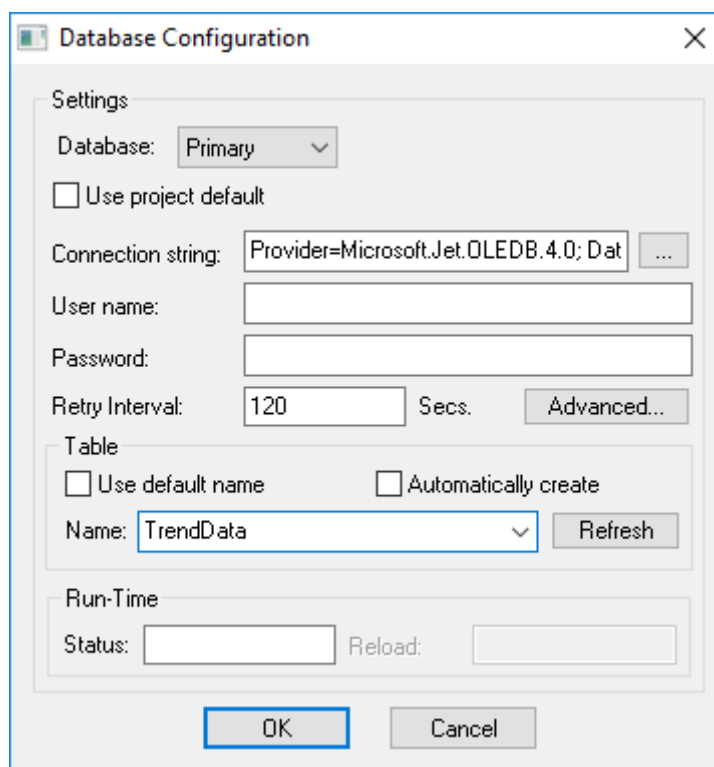 Database Configuration
Settings
Database: Primary
Use project default
Connection string: Provider=Microsoft.Jet.OLEDB.4.0; Dat ...
User name:
Password:
Retry Interval: 120 Secs. Advanced...
Table
Use default name Automatically create
Name: TrendData Refresh
Run-Time
Status: Reload:
OK Cancel